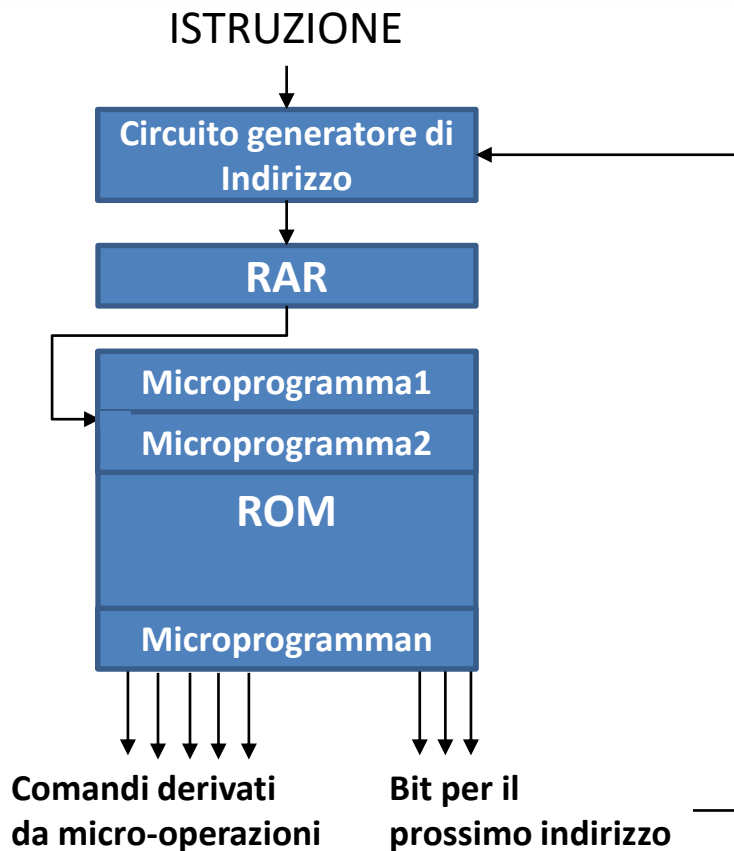 ISTRUZIONE
Circuito generatore di
Indirizzo
RAR
Microprogramma1
Microprogramma2
ROM
Microprogramman
Comandi derivati
da micro-operazioni
Bit per il
prossimo indirizzo